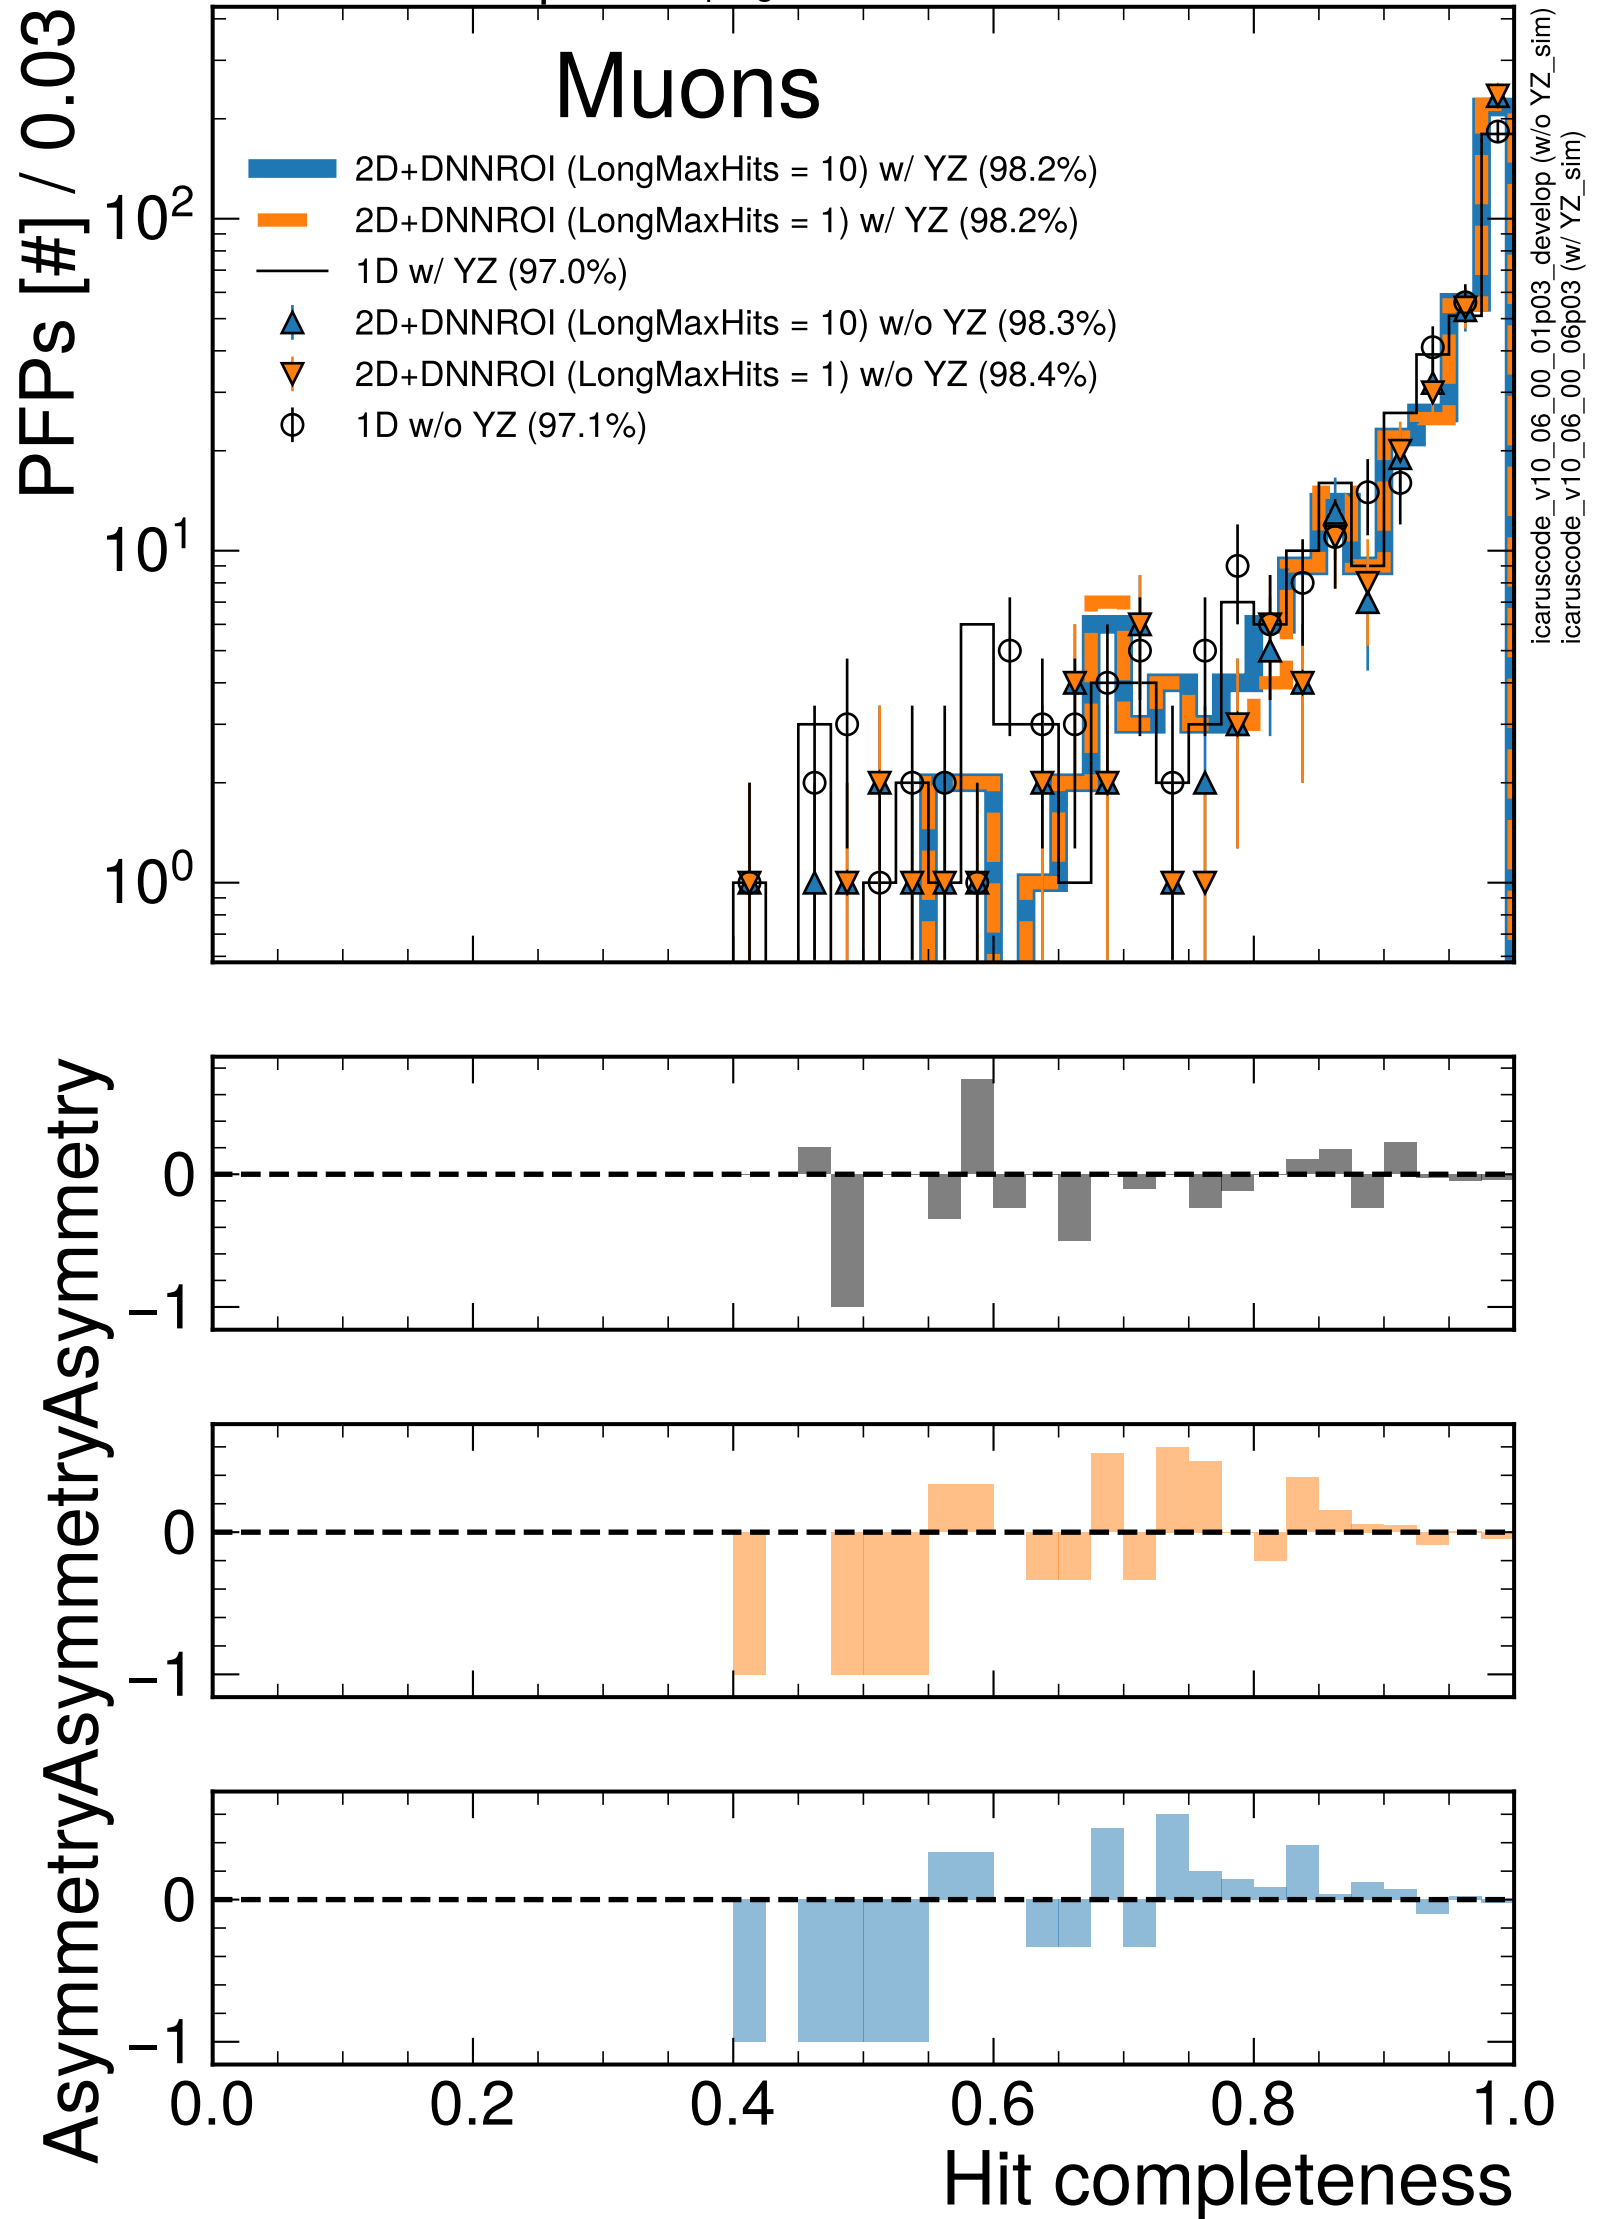 Muons
2D+DNNROI (LongMaxHits = 10) w/ YZ (98.2%)
2D+DNNROI (LongMaxHits = 1) w/ YZ (98.2%)
1D w/ YZ (97.0%)
2D+DNNROI (LongMaxHits = 10) w/o YZ (98.3%)
2D+DNNROI (LongMaxHits = 1) w/o YZ (98.4%)
1D w/o YZ (97.1%)
PFPs [#] / 0.03
10²
10¹
10⁰
icaruscode_v10_06_00_01p03_develop (w/o YZ_sim)
icaruscode_v10_06_00_06p03 (w/ YZ_sim)
Asymmetry
0
−1
Asymmetry
0
−1
Asymmetry
0
−1
0.0 0.2 0.4 0.6 0.8 1.0
Hit completeness